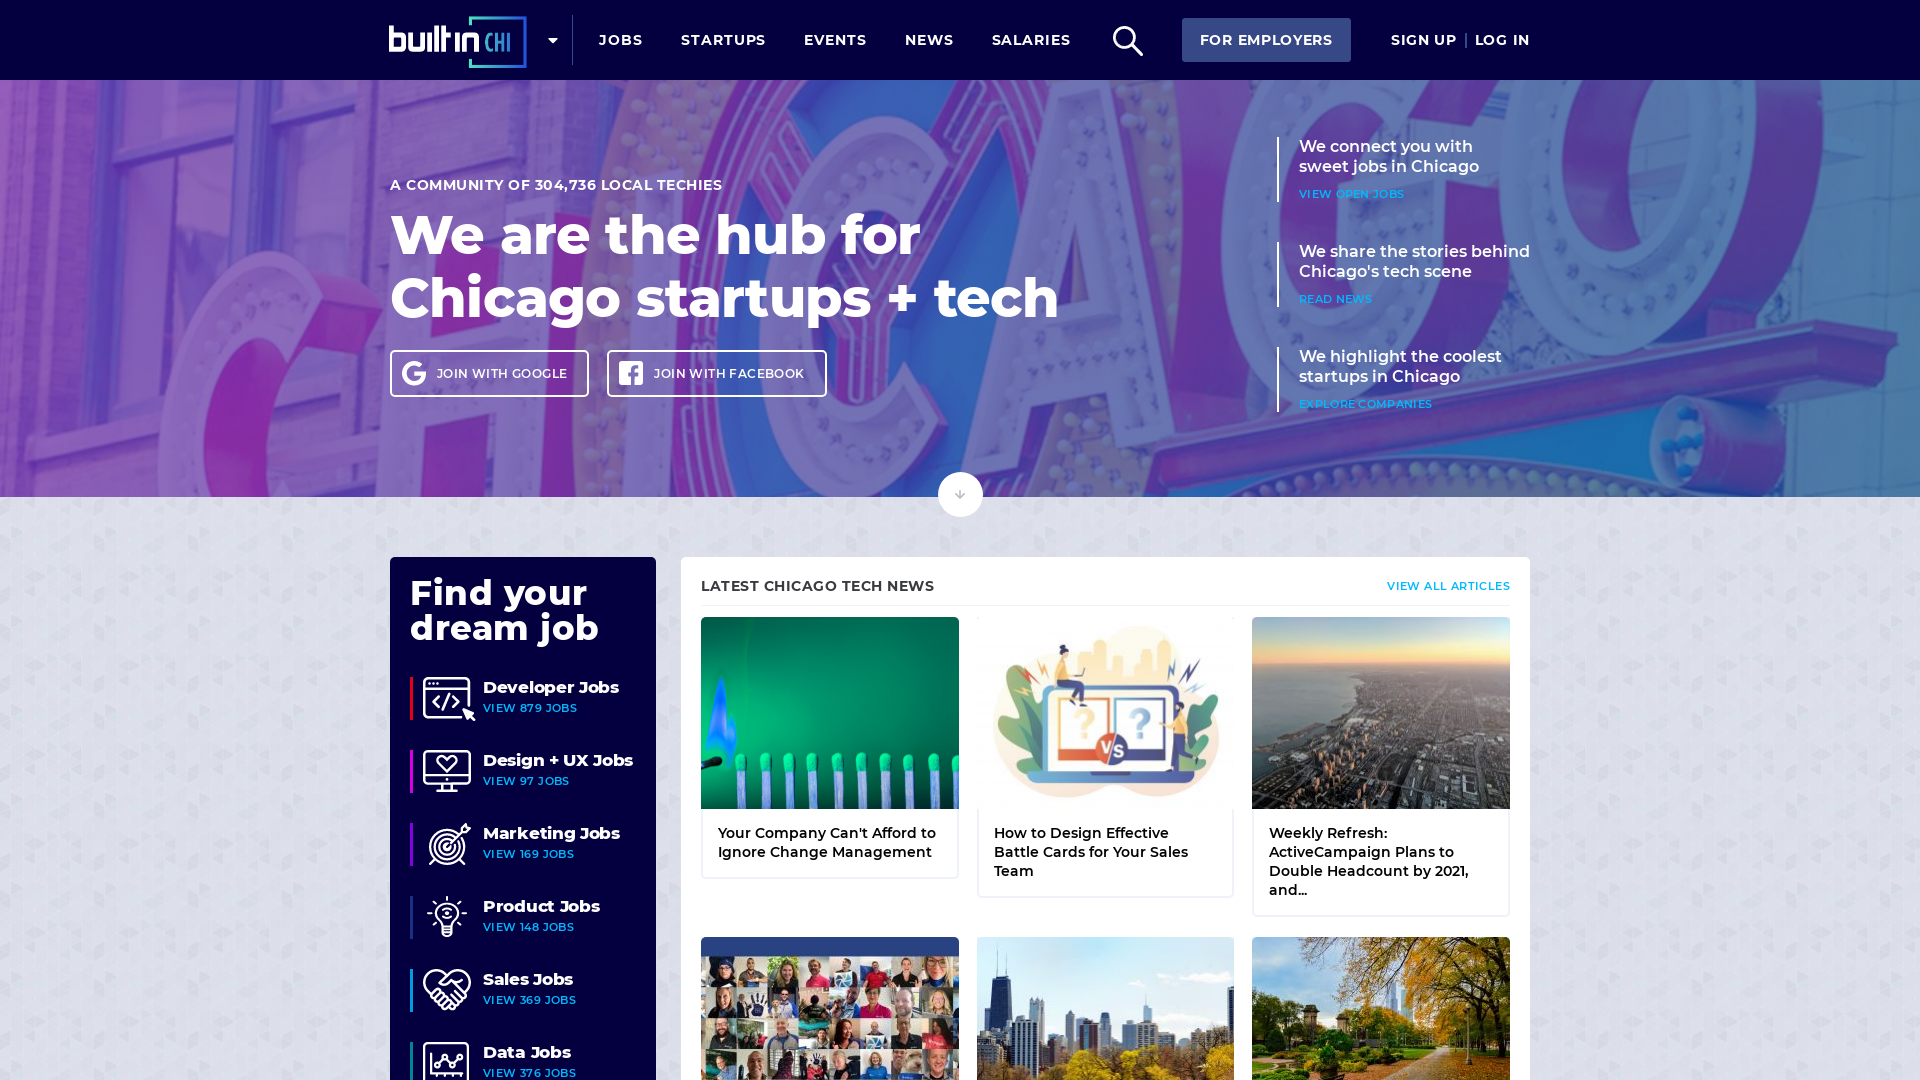 builtin CHI
JOBS
STARTUPS
EVENTS
NEWS
SALARIES
FOR EMPLOYERS
SIGN UP
LOG IN
A COMMUNITY OF 304,736 LOCAL TECHIES
We are the hub for
Chicago startups + tech
JOIN WITH GOOGLE
JOIN WITH FACEBOOK
We connect you with
sweet jobs in Chicago
VIEW OPEN JOBS
We share the stories behind
Chicago's tech scene
READ NEWS
We highlight the coolest
startups in Chicago
EXPLORE COMPANIES
CHICAGO
Find your
dream job
Developer Jobs
VIEW 879 JOBS
Design + UX Jobs
VIEW 97 JOBS
Marketing Jobs
VIEW 169 JOBS
Product Jobs
VIEW 148 JOBS
Sales Jobs
VIEW 369 JOBS
Data Jobs
VIEW 376 JOBS
LATEST CHICAGO TECH NEWS
VIEW ALL ARTICLES
? VS ?
Your Company Can't Afford to
Ignore Change Management
How to Design Effective
Battle Cards for Your Sales
Team
Weekly Refresh:
ActiveCampaign Plans to
Double Headcount by 2021,
and...